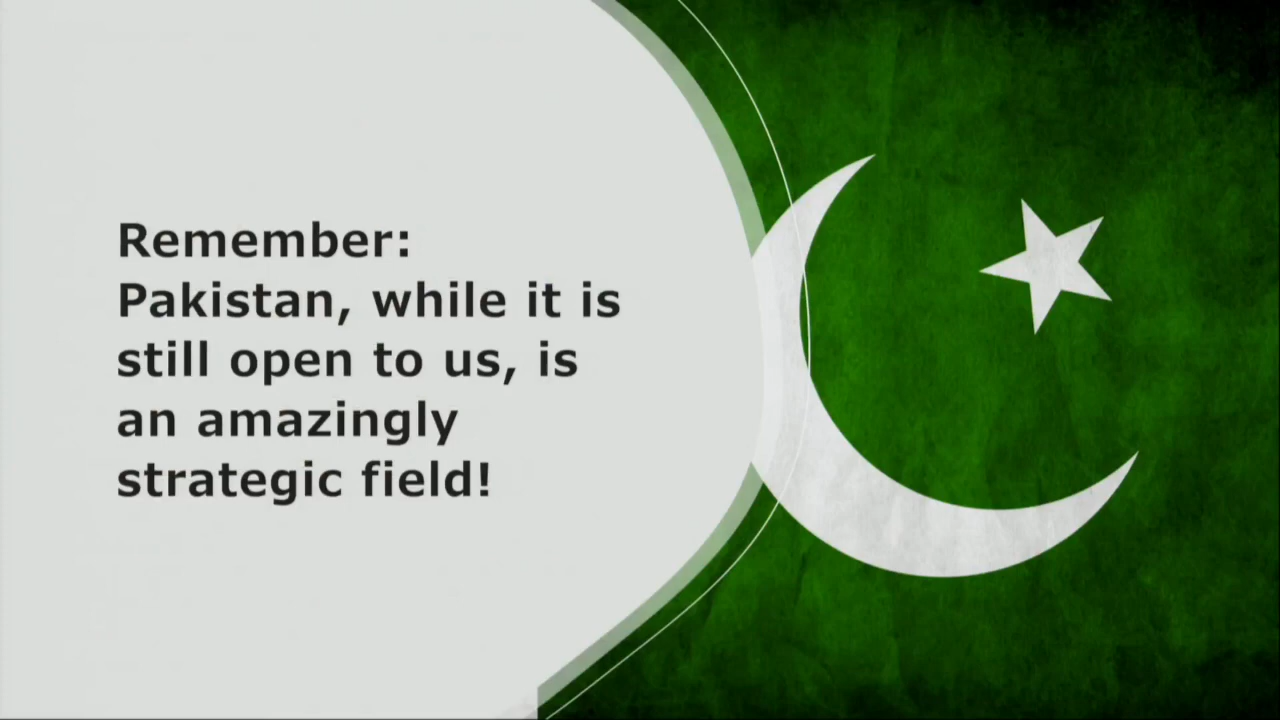 Remember:
Pakistan, while it is
still open to us, is
an amazingly
strategic field!